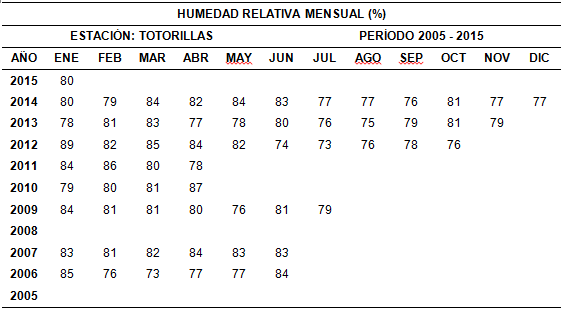 HUMEDAD RELATIVA MENSUAL (%)
ESTACIÓN: TOTORILLAS PERÍODO 2005 - 2015
AÑO ENE FEB MAR ABR MAY JUN JUL AGO SEP OCT NOV DIC
2015 80
2014 80 79 84 82 84 83 77 77 76 81 77 77
2013 78 81 83 77 78 80 76 75 79 81 79
2012 89 82 85 84 82 74 73 76 78 76
2011 84 86 80 78
2010 79 80 81 87
2009 84 81 81 80 76 81 79
2008
2007 83 81 82 84 83 83
2006 85 76 73 77 77 84
2005